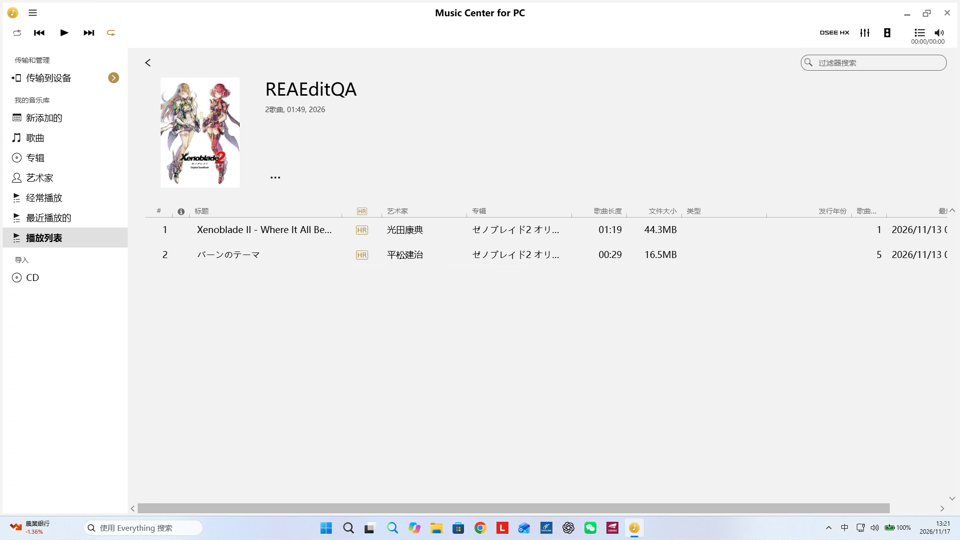 Music Center for PC
DSEE HX
00:00/00:00
传输和管理
传输到设备
我的音乐库
新添加的
歌曲
专辑
艺术家
经常播放
最近播放的
播放列表
导入
CD
过滤器搜索
Xenoblade 2
REAEditQA
2歌曲, 01:49, 2026
...
# 标题 HR 艺术家 专辑 歌曲长度 文件大小 类型 发行年份 歌曲...
1 Xenoblade II - Where It All Be... HR 光田康典 ゼノブレイド2 オリ... 01:19 44.3MB 1 2026/11/13
2 バーンのテーマ HR 平松建治 ゼノブレイド2 オリ... 00:29 16.5MB 5 2026/11/13
-1.36%
使用 Everything 搜索
中
100%
13:21
2026/11/17